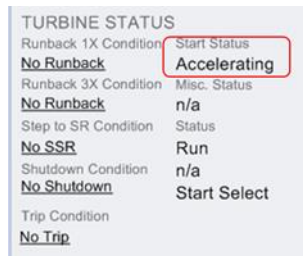 TURBINE STATUS
Runback 1X Condition Start Status
No Runback Accelerating
Runback 3X Condition Misc. Status
No Runback n/a
Step to SR Condition Status
No SSR Run
Shutdown Condition n/a
No Shutdown Start Select
Trip Condition
No Trip